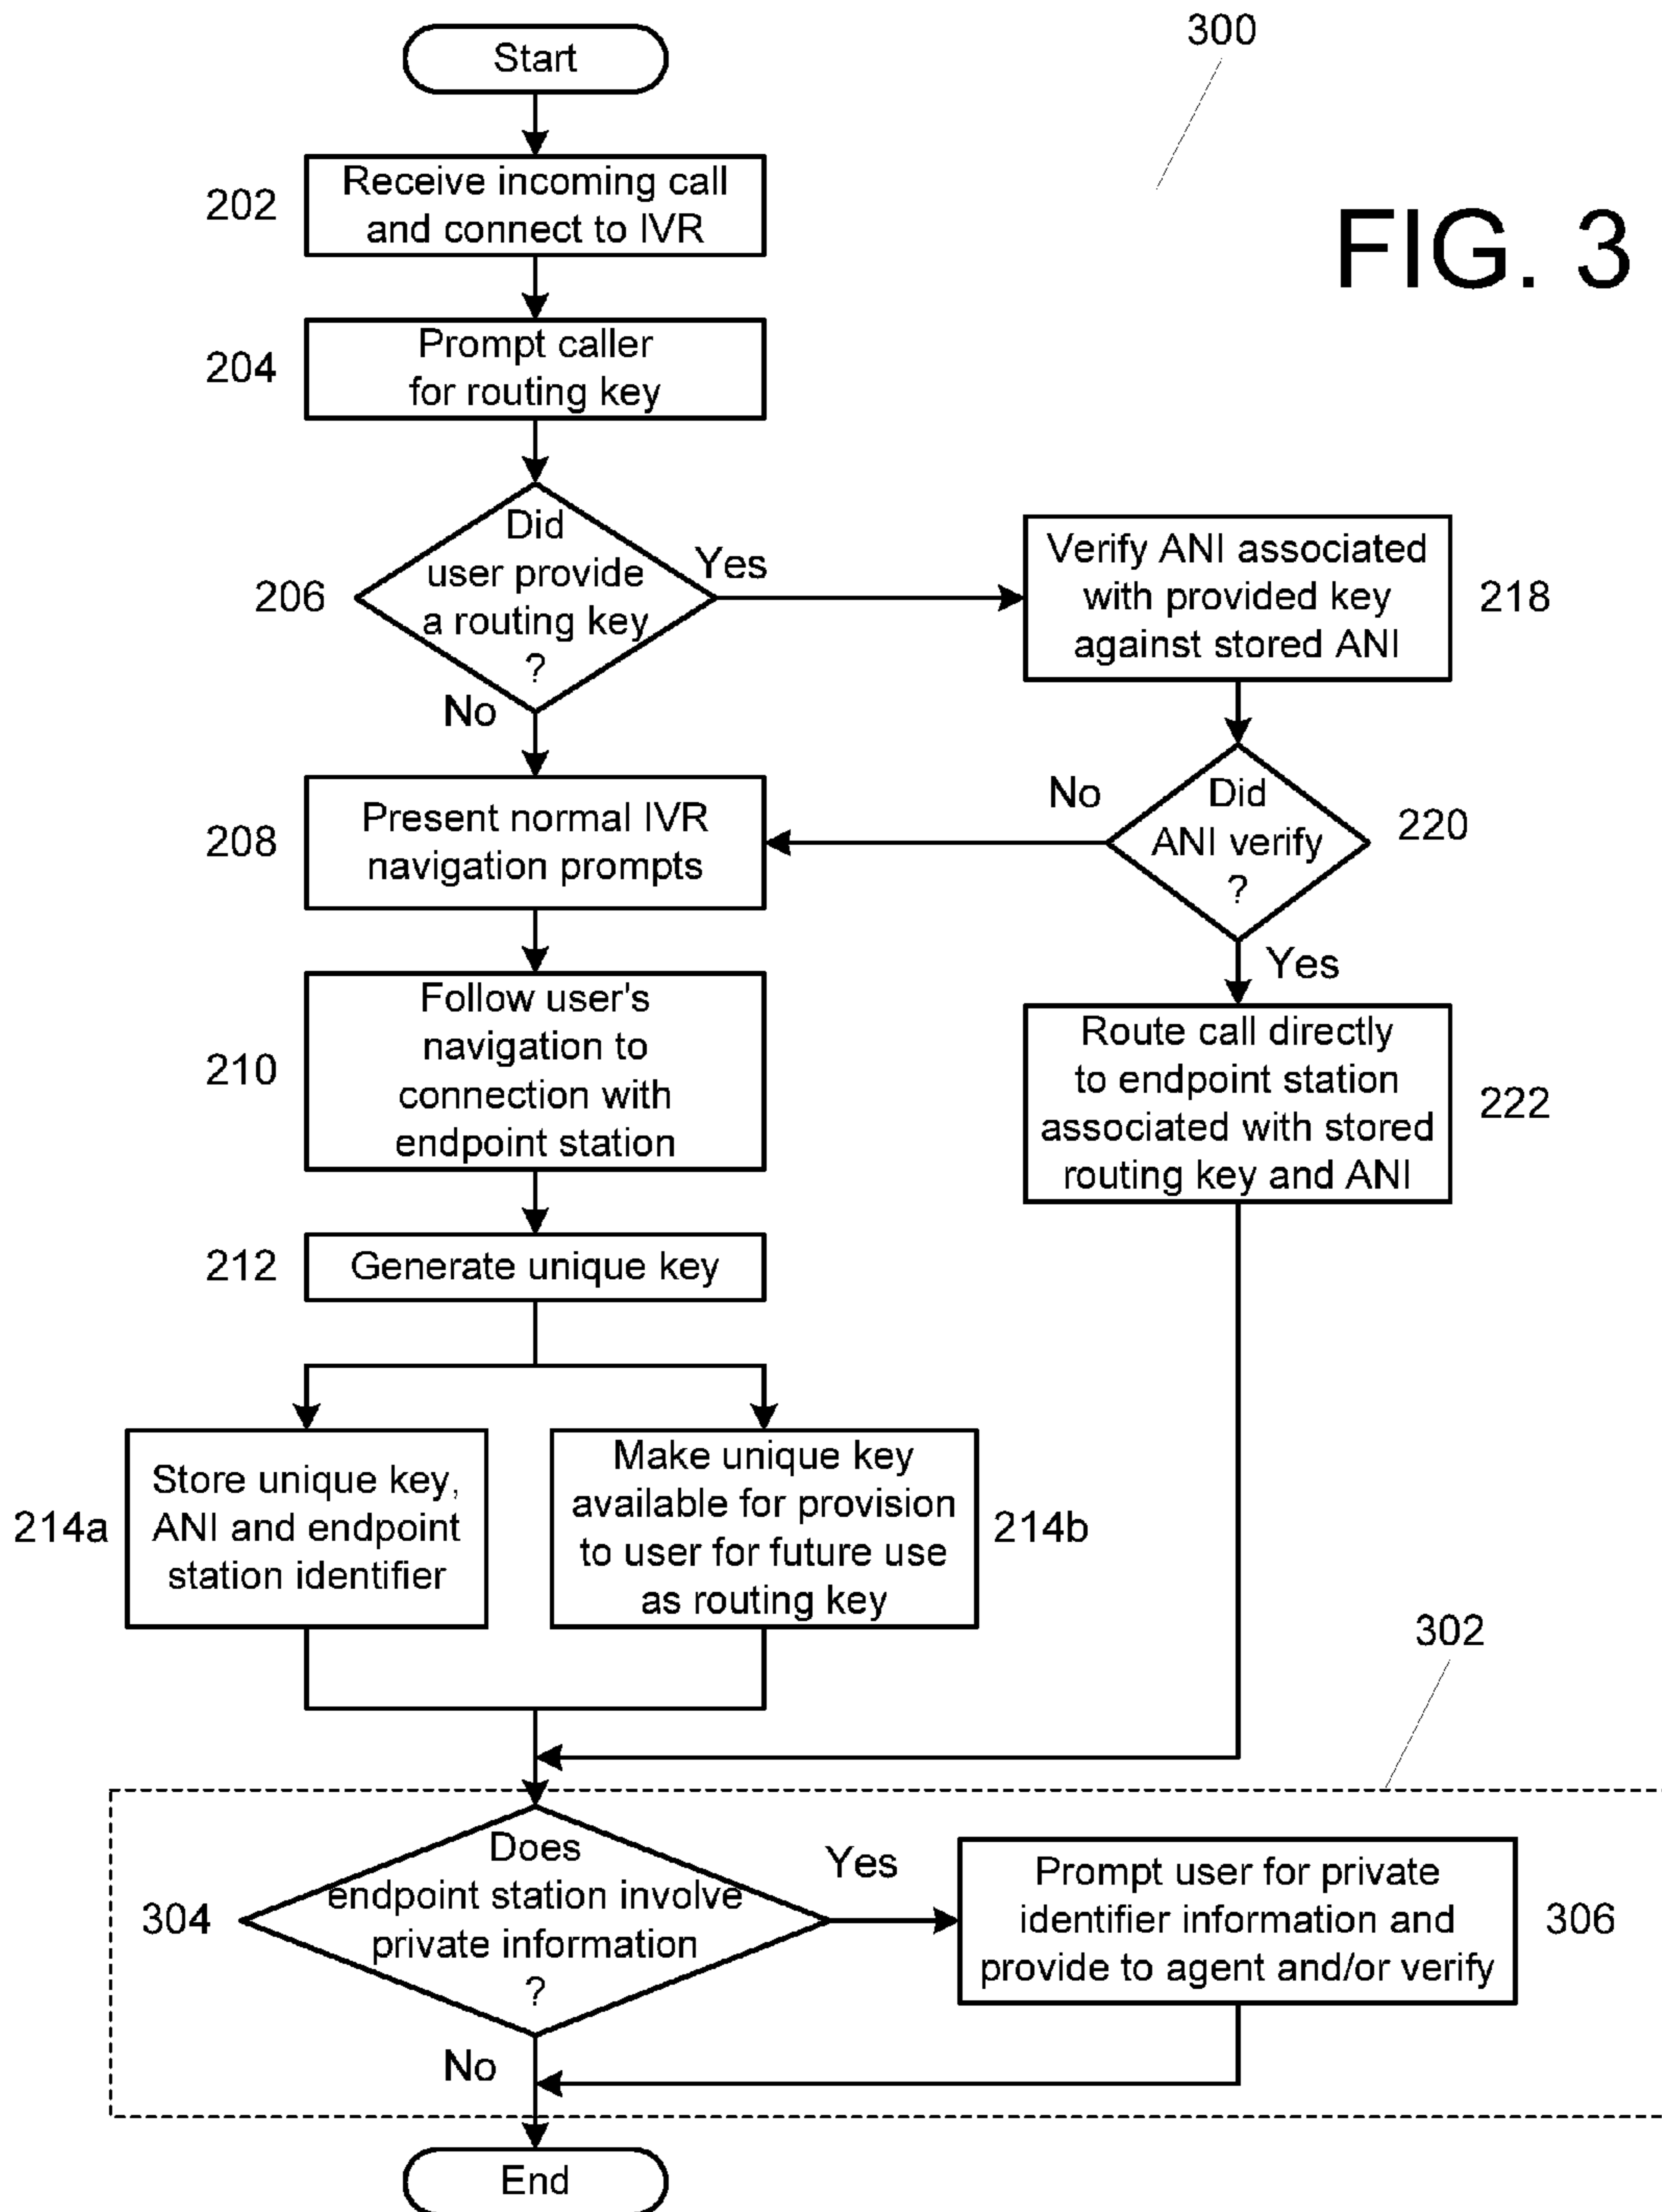 Start
300
FIG. 3
202
Receive incoming call
and connect to IVR
204
Prompt caller
for routing key
206
Did
user provide
a routing key
?
Yes
No
Verify ANI associated
with provided key
against stored ANI
218
208
Present normal IVR
navigation prompts
No
Did
ANI verify
?
220
Yes
210
Follow user's
navigation to
connection with
endpoint station
Route call directly
to endpoint station
associated with stored
routing key and ANI
222
212
Generate unique key
214a
Store unique key,
ANI and endpoint
station identifier
Make unique key
available for provision
to user for future use
as routing key
214b
302
304
Does
endpoint station involve
private information
?
Yes
No
Prompt user for private
identifier information and
provide to agent and/or verify
306
End